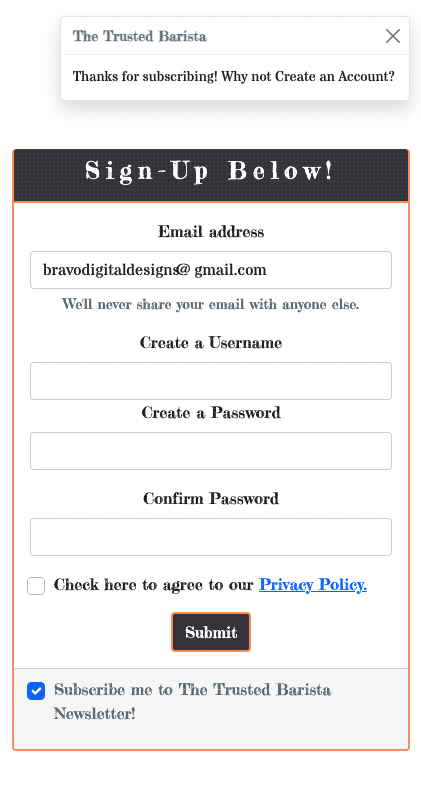 The Trusted Barista
Thanks for subscribing! Why not Create an Account?
Sign-Up Below!
Email address
bravodigitaldesigns@ gmail.com
We'll never share your email with anyone else.
Create a Username
Create a Password
Confirm Password
Check here to agree to our Privacy Policy.
Submit
Subscribe me to The Trusted Barista
Newsletter!